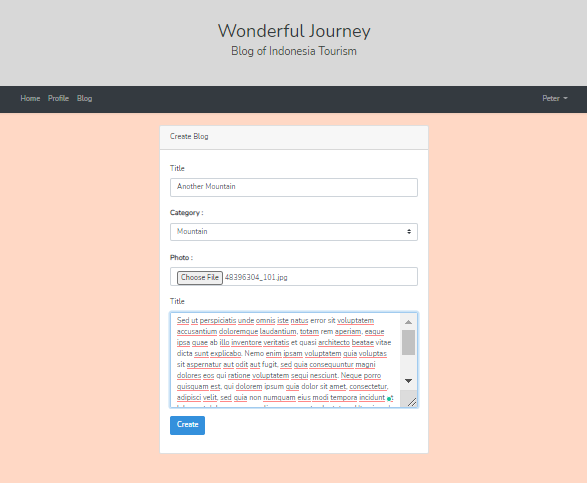 Wonderful Journey
Blog of Indonesia Tourism
Home Profile Blog Peter
Create Blog
Title
Another Mountain
Category :
Mountain
Photo :
Choose File 48396304_101.jpg
Title
Sed ut perspiciatis unde omnis iste natus error sit voluptatem
accusantium doloremque laudantium, totam rem aperiam, eaque
ipsa quae ab illo inventore veritatis et quasi architecto beatae vitae
dicta sunt explicabo. Nemo enim ipsam voluptatem quia voluptas
sit aspernatur aut odit aut fugit, sed quia consequuntur magni
dolores eos qui ratione voluptatem sequi nesciunt. Neque porro
quisquam est, qui dolorem ipsum quia dolor sit amet, consectetur,
adipisci velit, sed quia non numquam eius modi tempora incidunt
Create